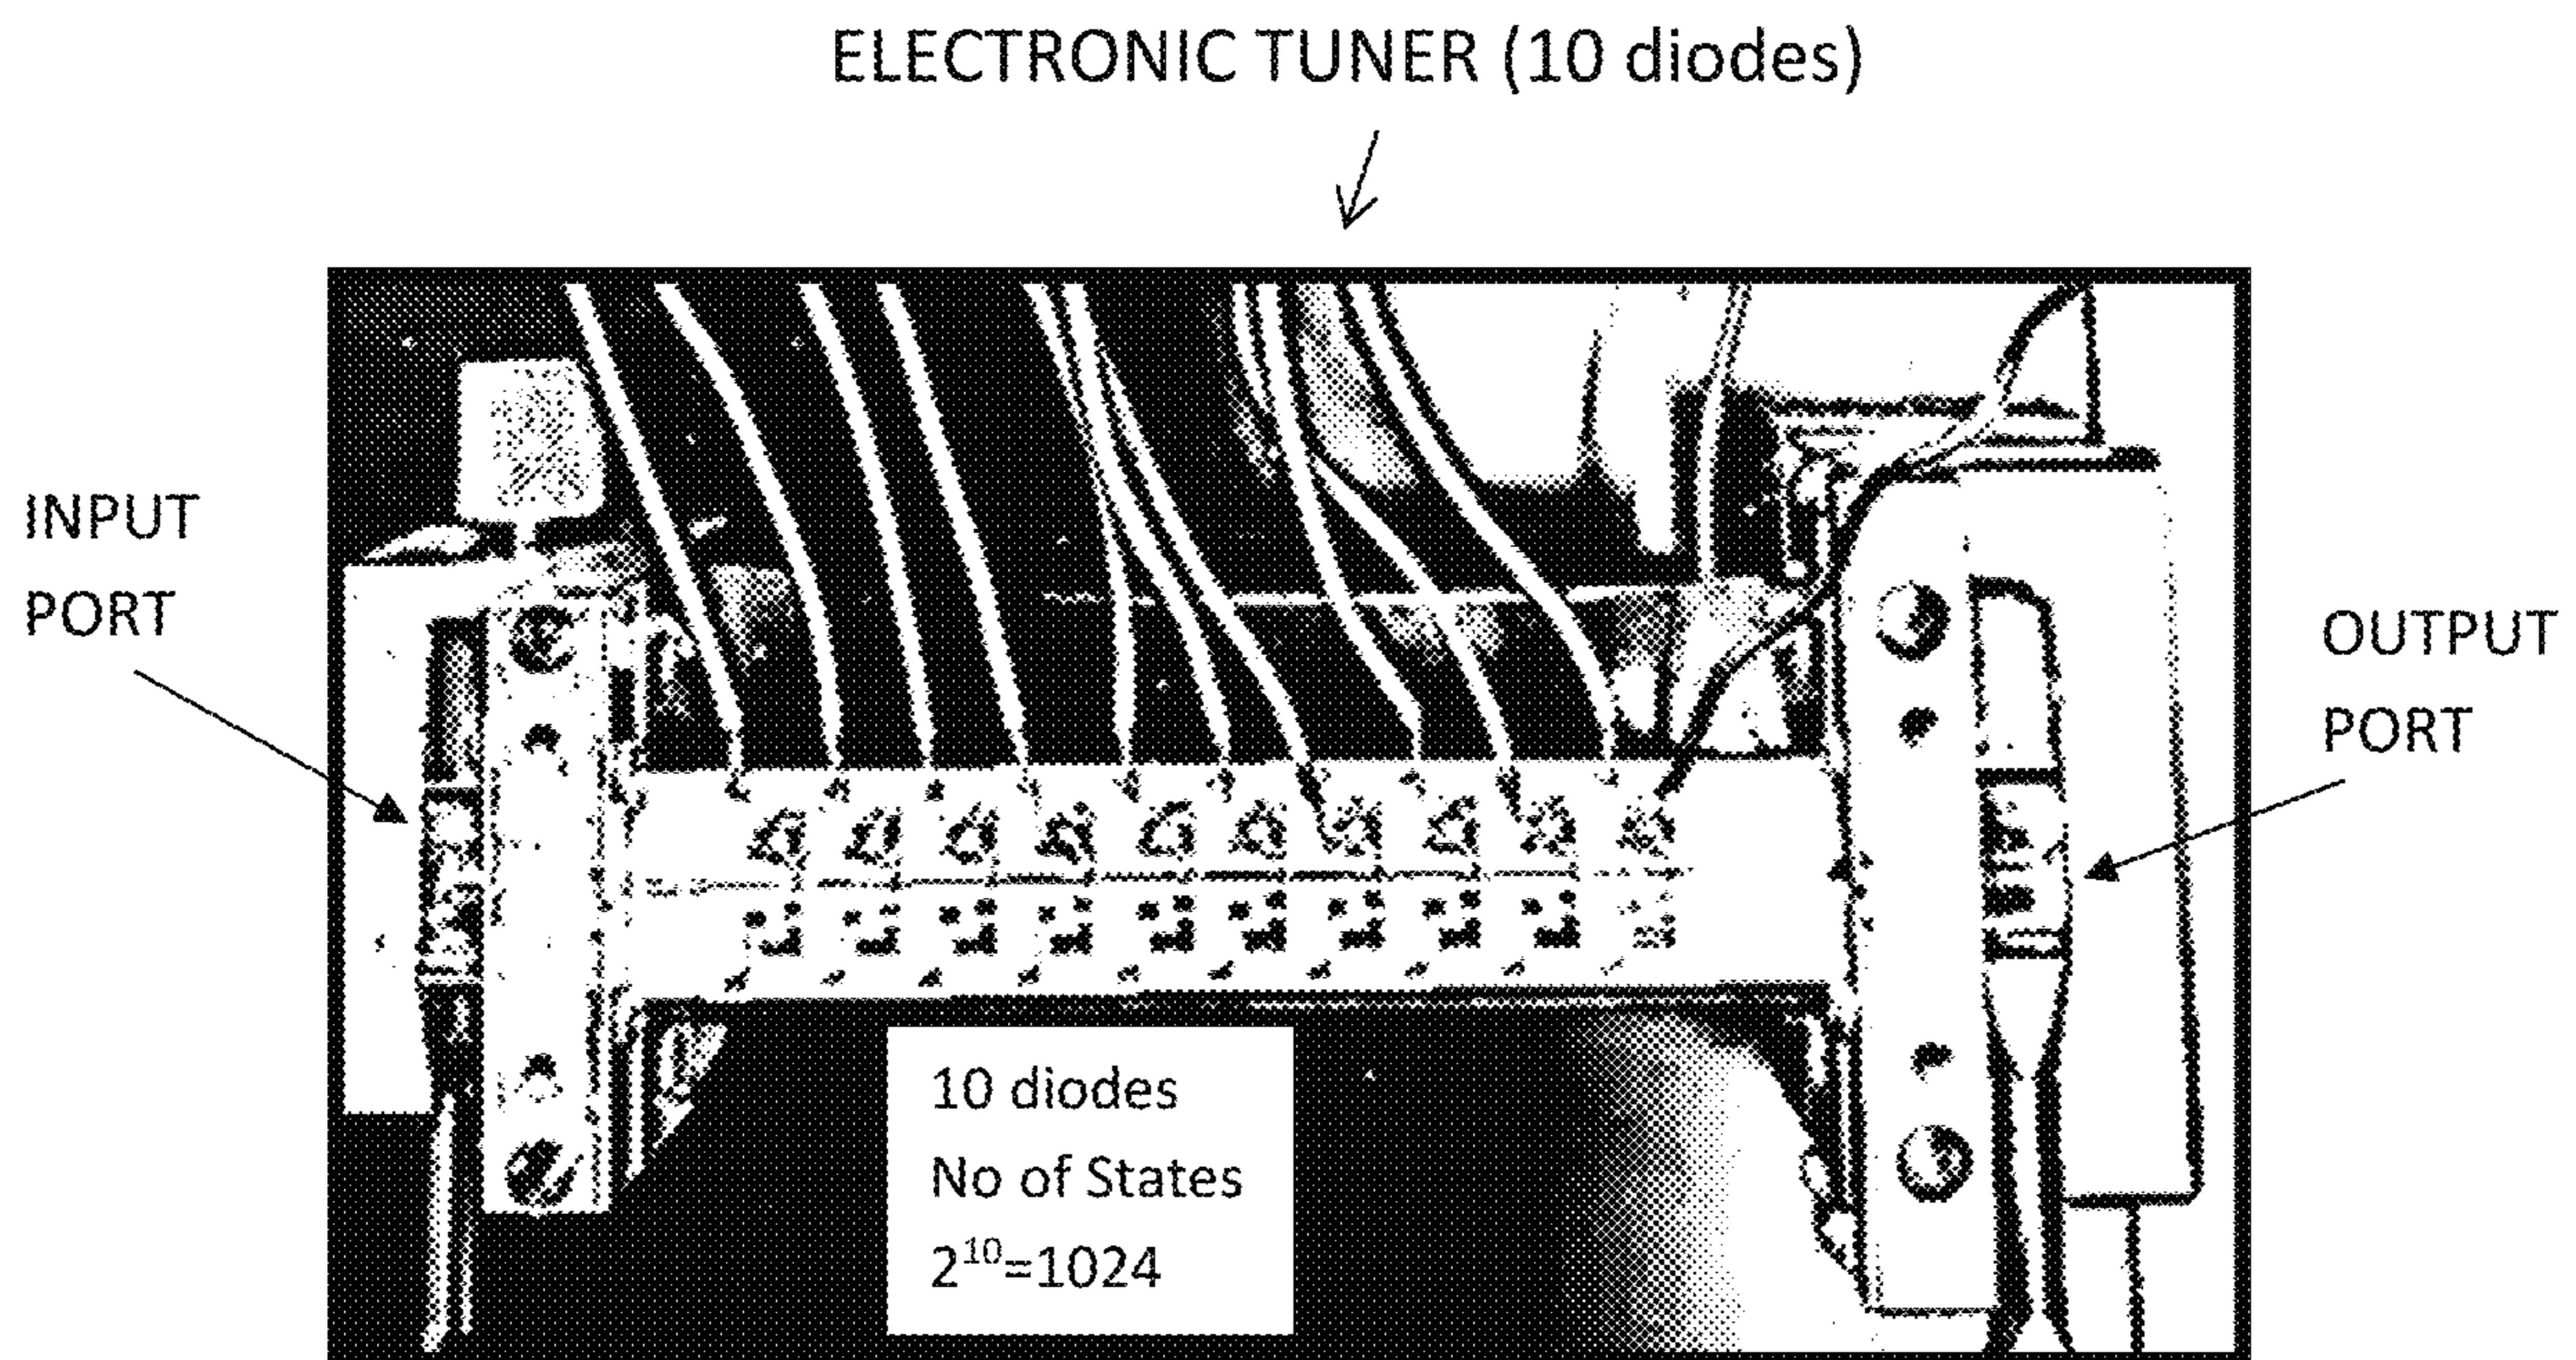 ELECTRONIC TUNER (10 diodes)
INPUT
PORT
OUTPUT
PORT
10 diodes
No of States
2¹⁰=1024